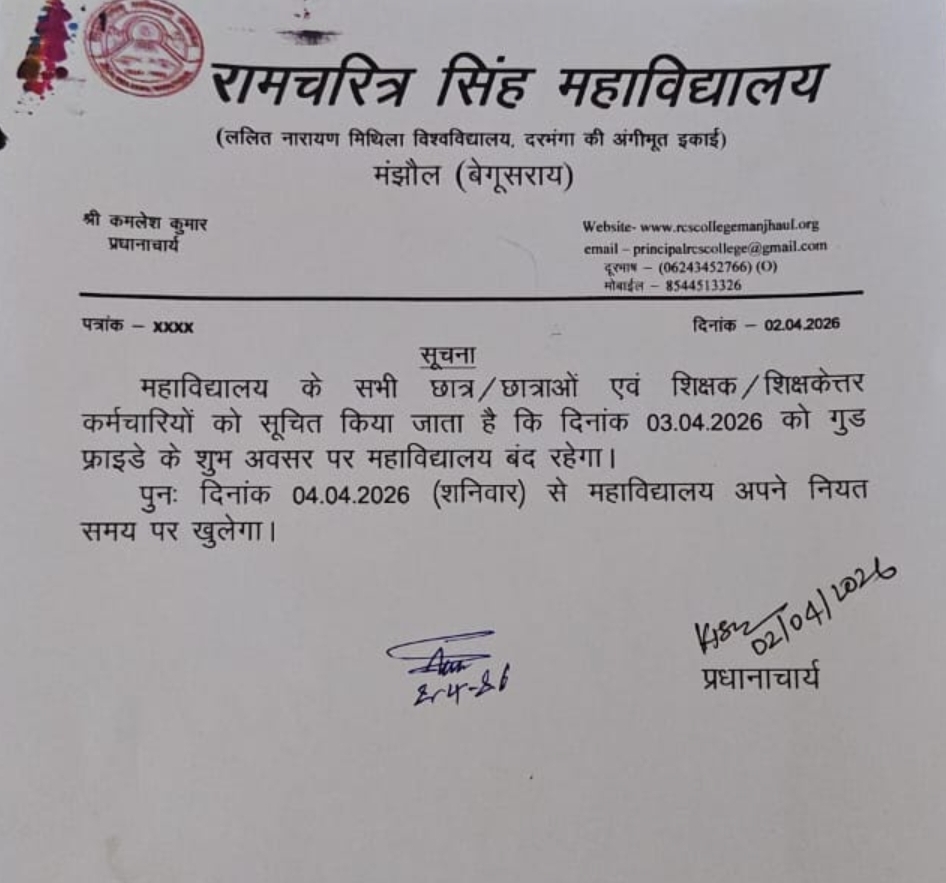 रामचरित्र सिंह महाविद्यालय
(ललित नारायण मिथिला विश्वविद्यालय, दरभंगा की अंगीभूत इकाई)
मंझौल (बेगूसराय)
श्री कमलेश कुमार
प्रधानाचार्य
Website- www.rcscollegemanjhaul.org
email – principalrcscollege@gmail.com
दूरभाष – (06243452766) (O)
मोबाईल – 8544513326
पत्रांक – xxxx
दिनांक – 02.04.2026
सूचना
महाविद्यालय के सभी छात्र/छात्राओं एवं शिक्षक/शिक्षकेत्तर
कर्मचारियों को सूचित किया जाता है कि दिनांक 03.04.2026 को गुड
फ्राइडे के शुभ अवसर पर महाविद्यालय बंद रहेगा।
पुनः दिनांक 04.04.2026 (शनिवार) से महाविद्यालय अपने नियत
समय पर खुलेगा।
02/04/2026
प्रधानाचार्य